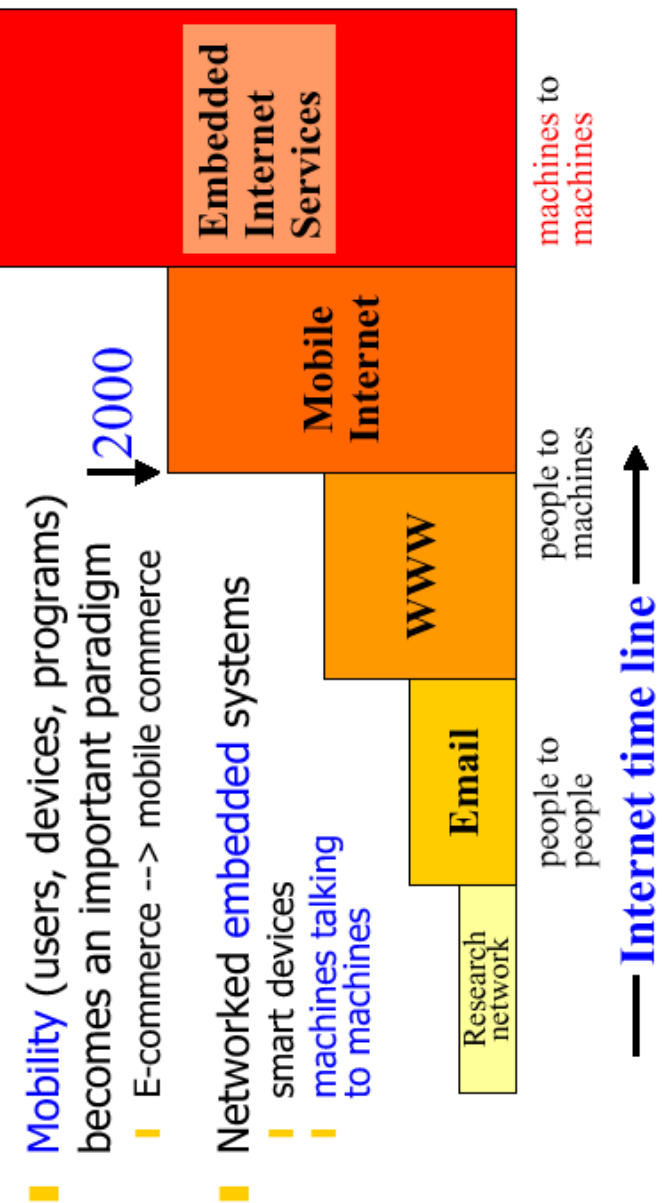 Mobility (users, devices, programs)
becomes an important paradigm
E-commerce --> mobile commerce
Networked embedded systems
smart devices
machines talking
to machines
2000
Research
network
Email
WWW
Mobile
Internet
Embedded
Internet
Services
people to
people
people to
machines
machines to
machines
Internet time line